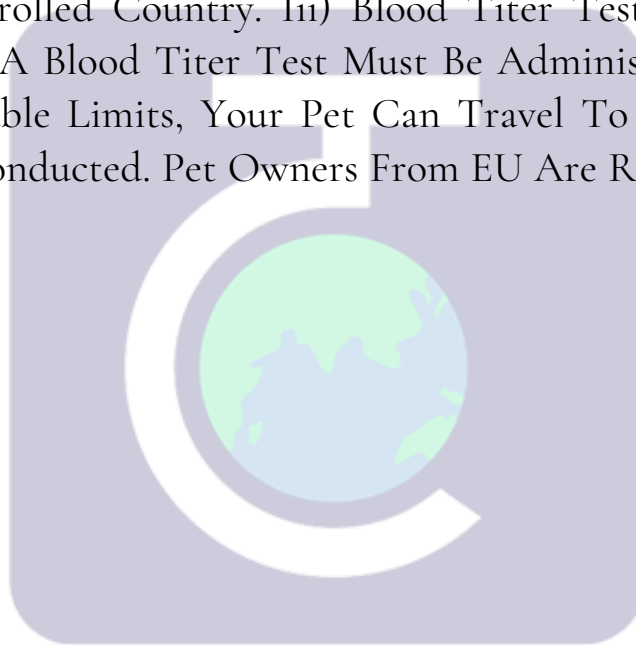 rolled Country. Iii) Blood Titer Test
A Blood Titer Test Must Be Adminis
ble Limits, Your Pet Can Travel To
onducted. Pet Owners From EU Are R